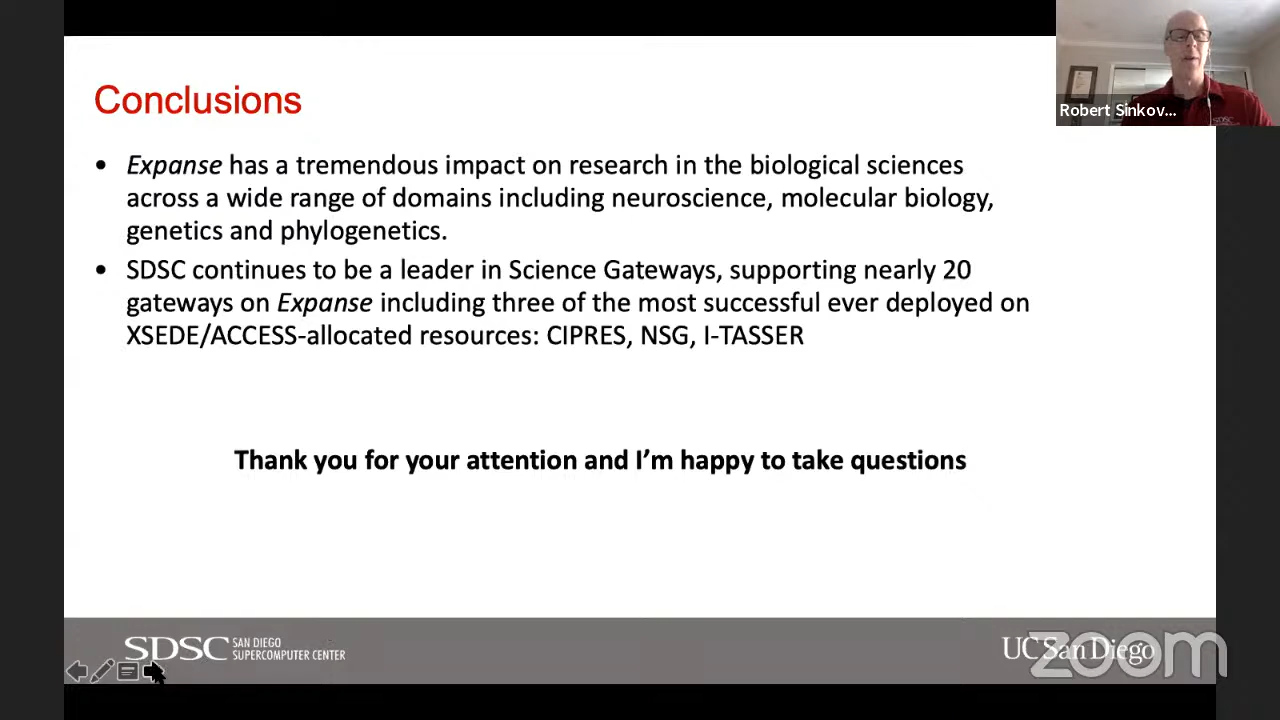 Conclusions
Robert Sinkov...
• Expanse has a tremendous impact on research in the biological sciences
across a wide range of domains including neuroscience, molecular biology,
genetics and phylogenetics.
• SDSC continues to be a leader in Science Gateways, supporting nearly 20
gateways on Expanse including three of the most successful ever deployed on
XSEDE/ACCESS-allocated resources: CIPRES, NSG, I-TASSER
Thank you for your attention and I’m happy to take questions
SDSC SAN DIEGO
SUPERCOMPUTER CENTER
UC San Diego
zoom